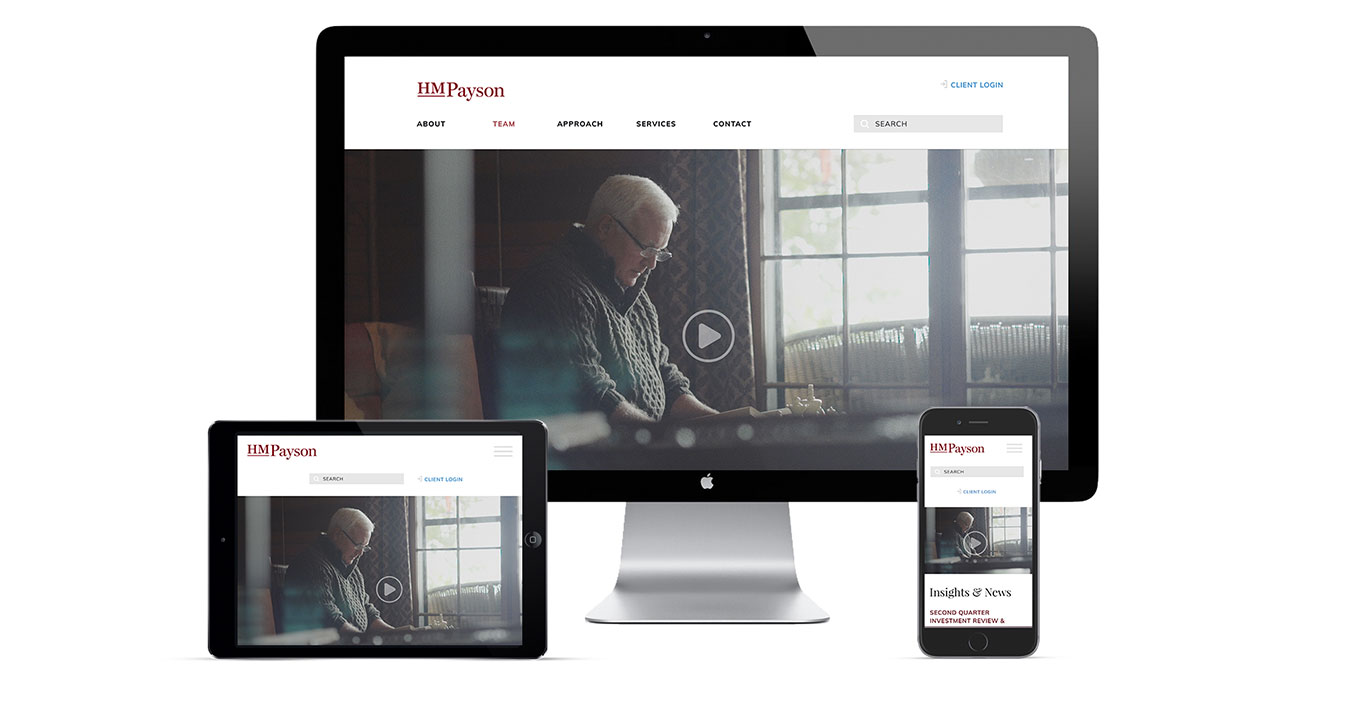 HMPayson
CLIENT LOGIN
ABOUT TEAM APPROACH SERVICES CONTACT
SEARCH
HMPayson
SEARCH
CLIENT LOGIN
HMPayson
SEARCH
CLIENT LOGIN
Insights & News
SECOND QUARTER
INVESTMENT REVIEW &